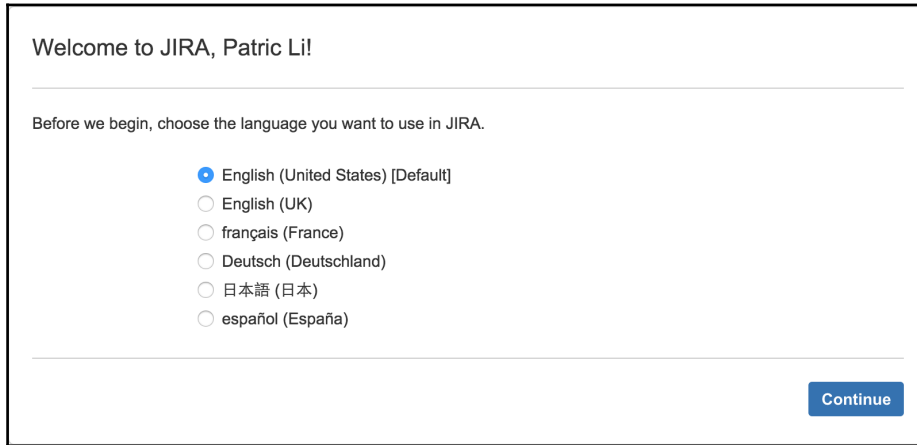 Welcome to JIRA, Patric Li!
Before we begin, choose the language you want to use in JIRA.
English (United States) [Default]
English (UK)
français (France)
Deutsch (Deutschland)
日本語 (日本)
español (España)
Continue